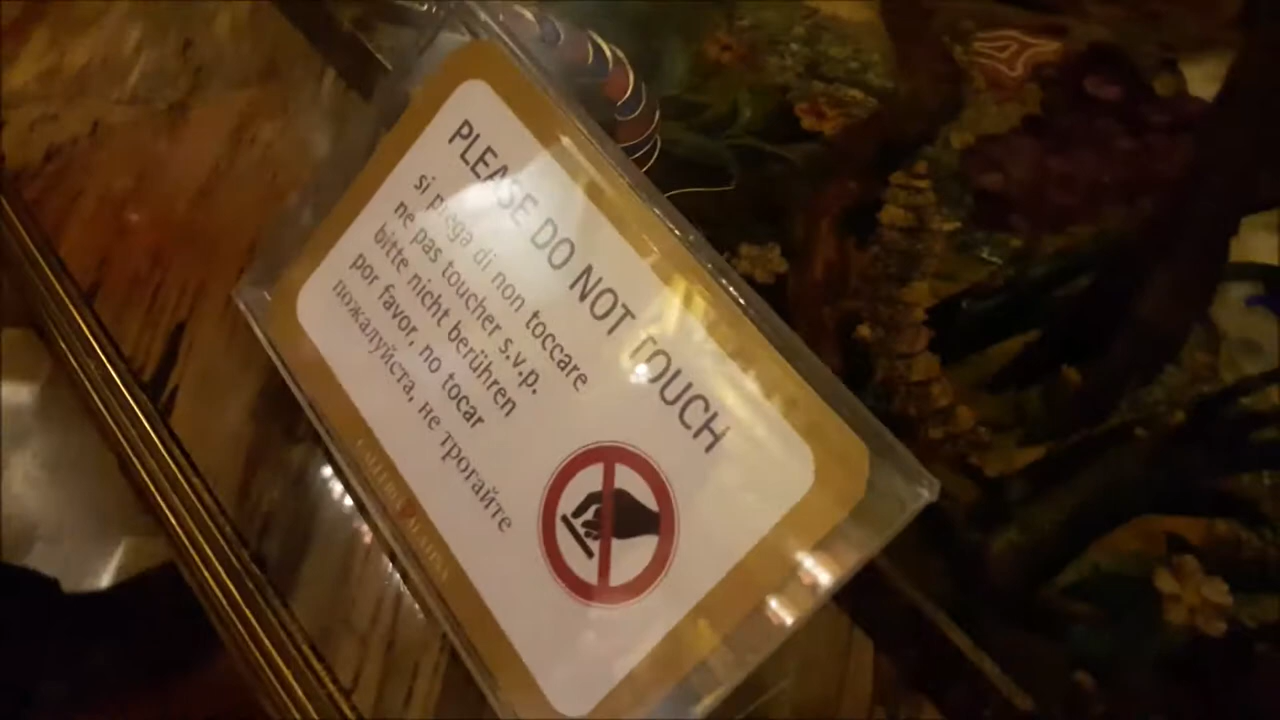 PLEASE DO NOT TOUCH
si prega di non toccare
ne pas toucher s.v.p.
bitte nicht berühren
por favor, no tocar
пожалуйста, не трогайте